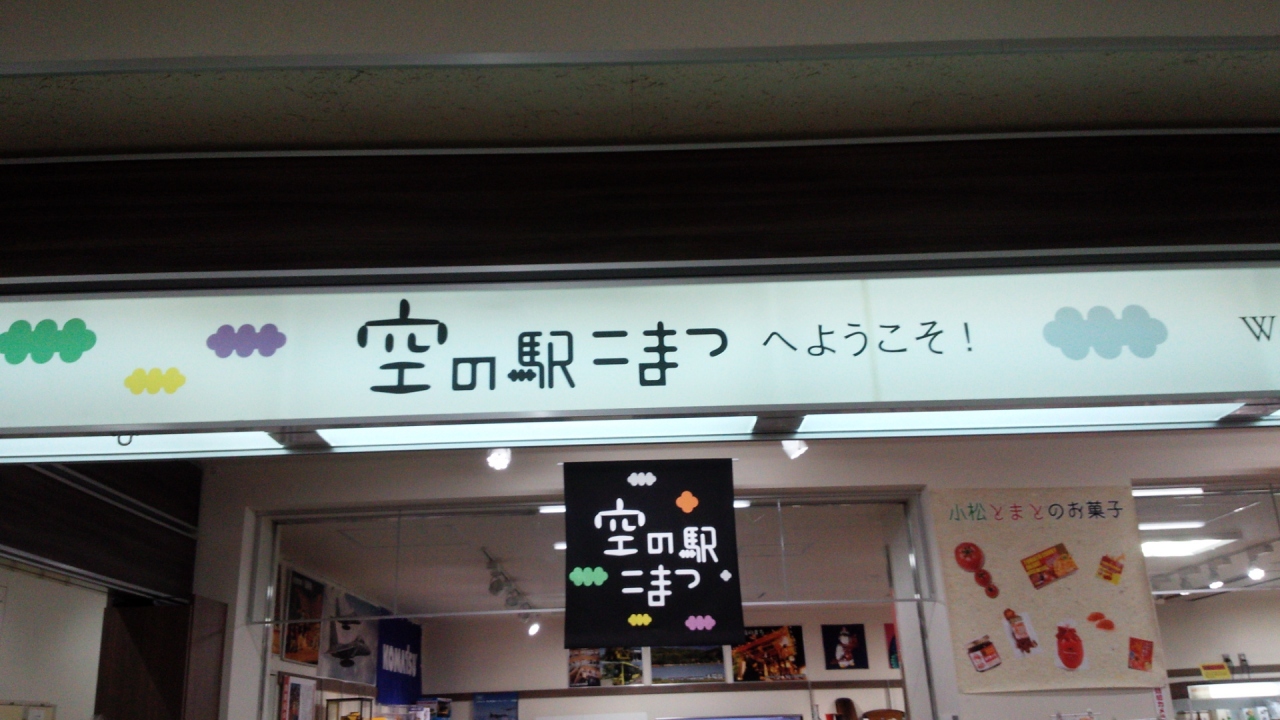 空の駅こまつ へようこそ! W
空の駅
こまつ
小松とまとのお菓子
KOMATSU